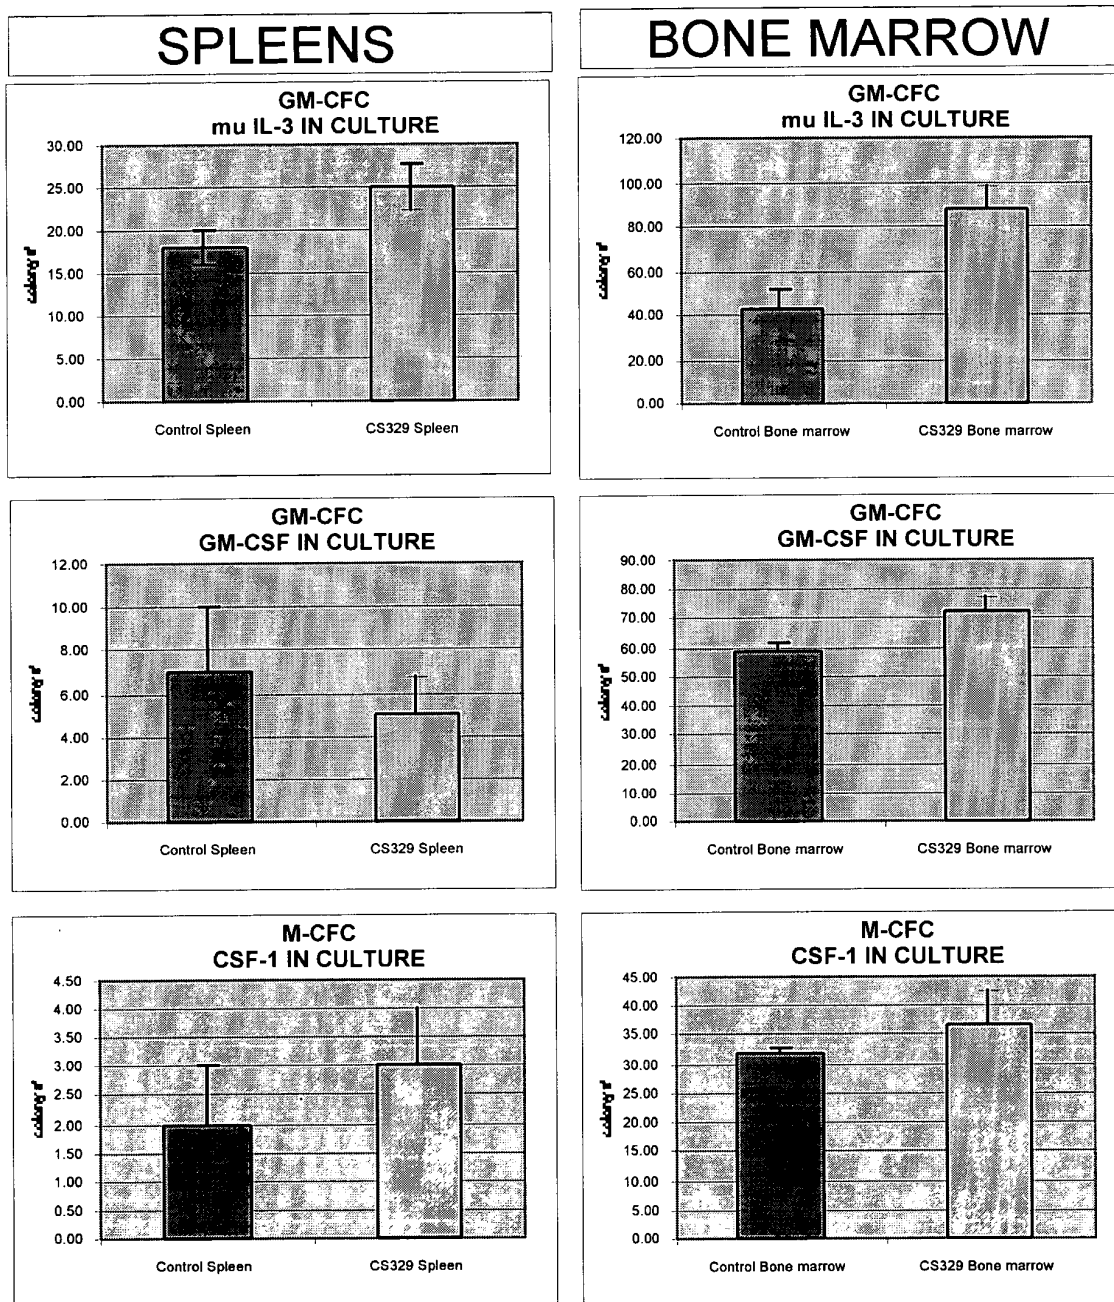 SPLEENS
GM-CFC
mu IL-3 IN CULTURE
30.00
25.00
20.00
15.00
10.00
5.00
0.00
colony n°
Control Spleen
CS329 Spleen
GM-CFC
GM-CSF IN CULTURE
12.00
10.00
8.00
6.00
4.00
2.00
0.00
colony n°
Control Spleen
CS329 Spleen
M-CFC
CSF-1 IN CULTURE
4.50
4.00
3.50
3.00
2.50
2.00
1.50
1.00
0.50
0.00
colony n°
Control Spleen
CS329 Spleen
BONE MARROW
GM-CFC
mu IL-3 IN CULTURE
120.00
100.00
80.00
60.00
40.00
20.00
0.00
colony n°
Control Bone marrow
CS329 Bone marrow
GM-CFC
GM-CSF IN CULTURE
90.00
80.00
70.00
60.00
50.00
40.00
30.00
20.00
10.00
0.00
colony n°
Control Bone marrow
CS329 Bone marrow
M-CFC
CSF-1 IN CULTURE
45.00
40.00
35.00
30.00
25.00
20.00
15.00
10.00
5.00
0.00
colony n°
Control Bone marrow
CS329 Bone marrow